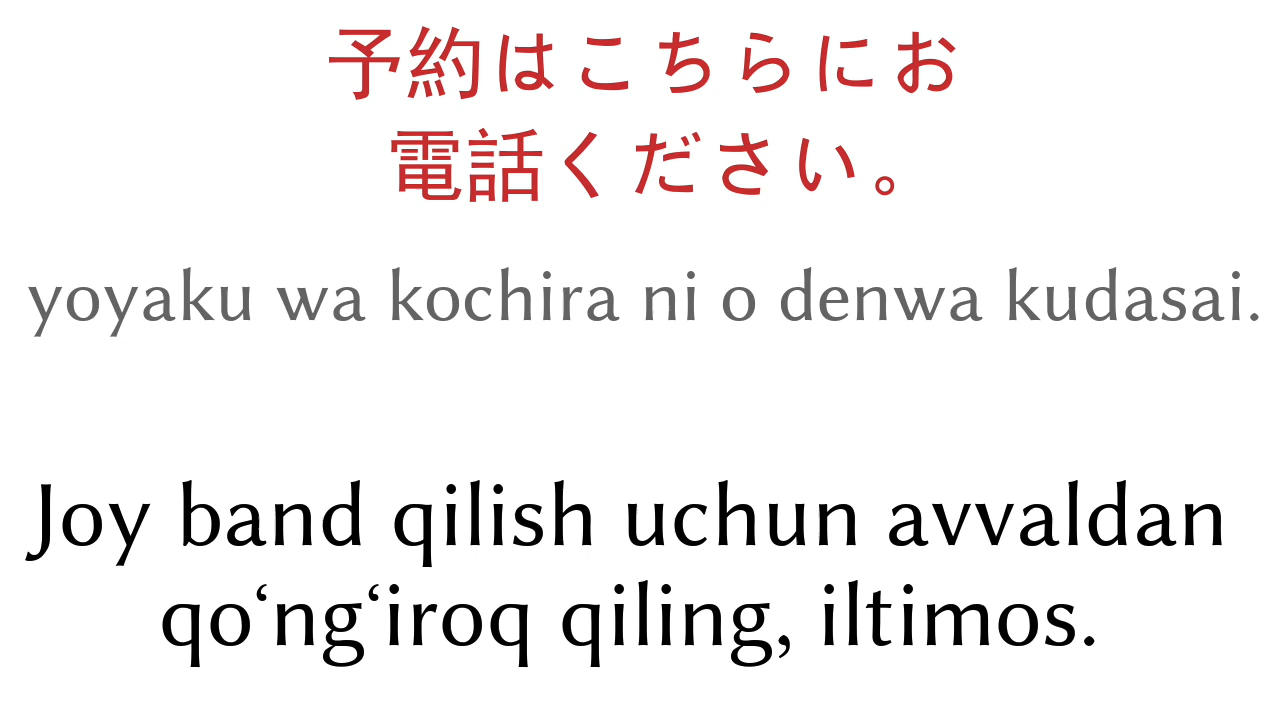 予約はこちらにお
電話ください。
yoyaku wa kochira ni o denwa kudasai.
Joy band qilish uchun avvaldan
qo‘ng‘iroq qiling, iltimos.